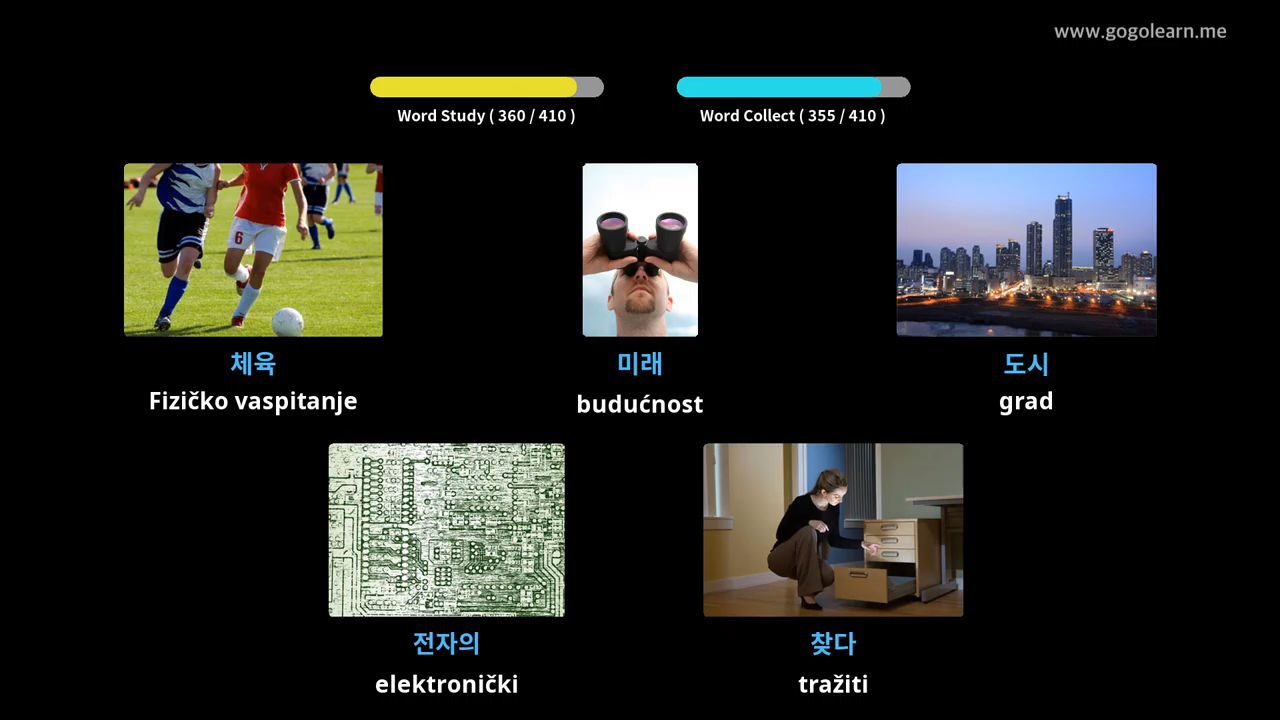 www.gogolearn.me
Word Study ( 360 / 410 )
Word Collect ( 355 / 410 )
6
체육
미래
도시
Fizičko vaspitanje
budućnost
grad
전자의
찾다
elektronički
tražiti